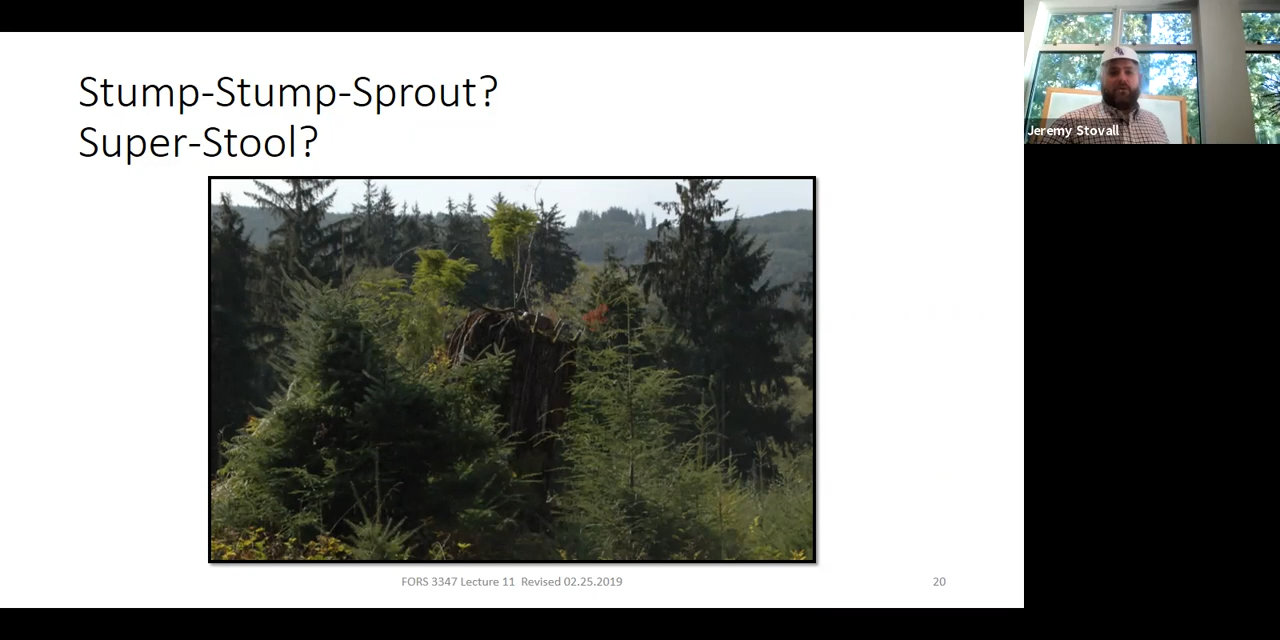 Stump-Stump-Sprout?
Super-Stool?
Jeremy Stovall
FORS 3347 Lecture 11 Revised 02.25.2019
20